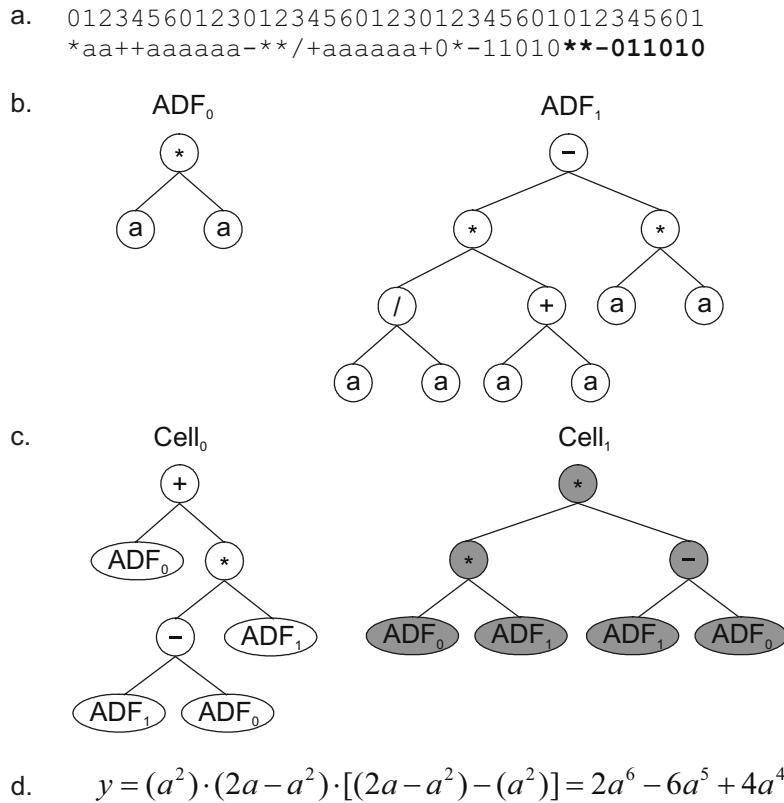 a. 0123456012301234560123012345601012345601
*aa++aaaaaa-**/+aaaaaa+0*-11010**-011010
b. ADF₀ ADF₁
* −
a a * *
/ + a a
a a a a
c. Cell₀ Cell₁
+ *
ADF₀ * * −
− ADF₁ ADF₀ ADF₁ ADF₁ ADF₀
ADF₁ ADF₀
d. y = (a²)·(2a − a²)·[(2a − a²) − (a²)] = 2a⁶ − 6a⁵ + 4a⁴